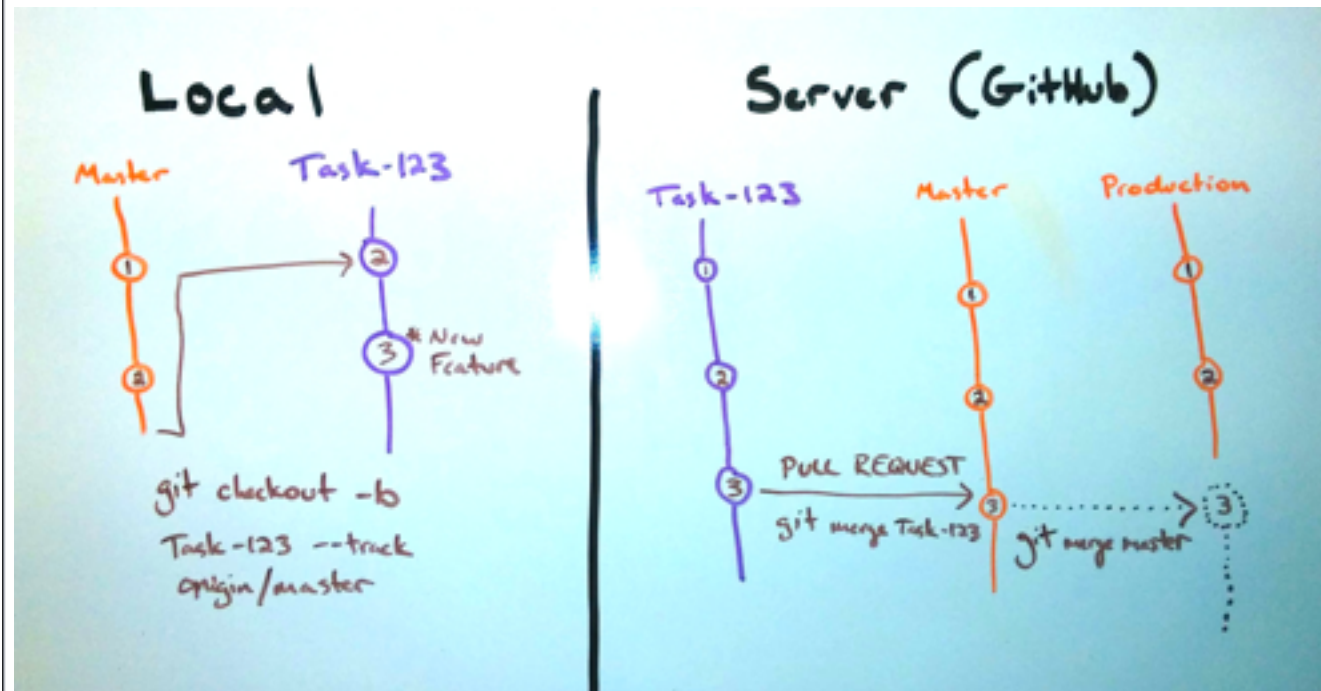 Local
Master
Task-123
1
2
2
3
* New
Feature
git checkout -b
Task-123 --track
origin/master
Server (GitHub)
Task-123
Master
Production
1
1
1
2
2
2
3
PULL REQUEST
git merge Task-123
3
git merge master
3